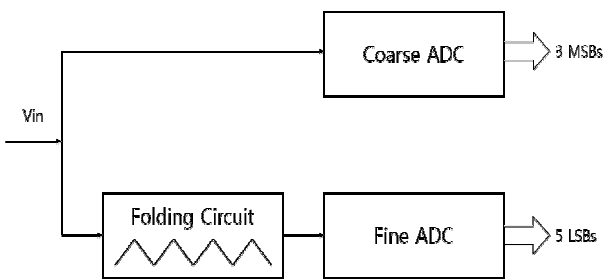 Coarse ADC
3 MSBs
Vin
Folding Circuit
Fine ADC
5 LSBs